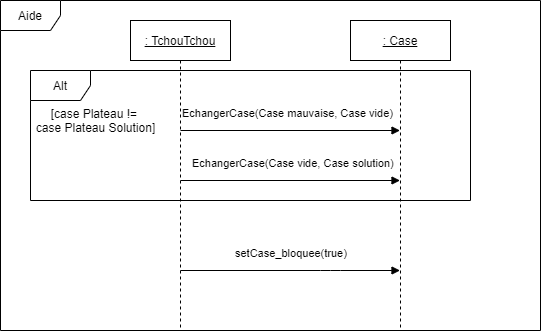 Aide
: TchouTchou
: Case
Alt
[case Plateau !=
case Plateau Solution]
EchangerCase(Case mauvaise, Case vide)
EchangerCase(Case vide, Case solution)
setCase_bloquee(true)